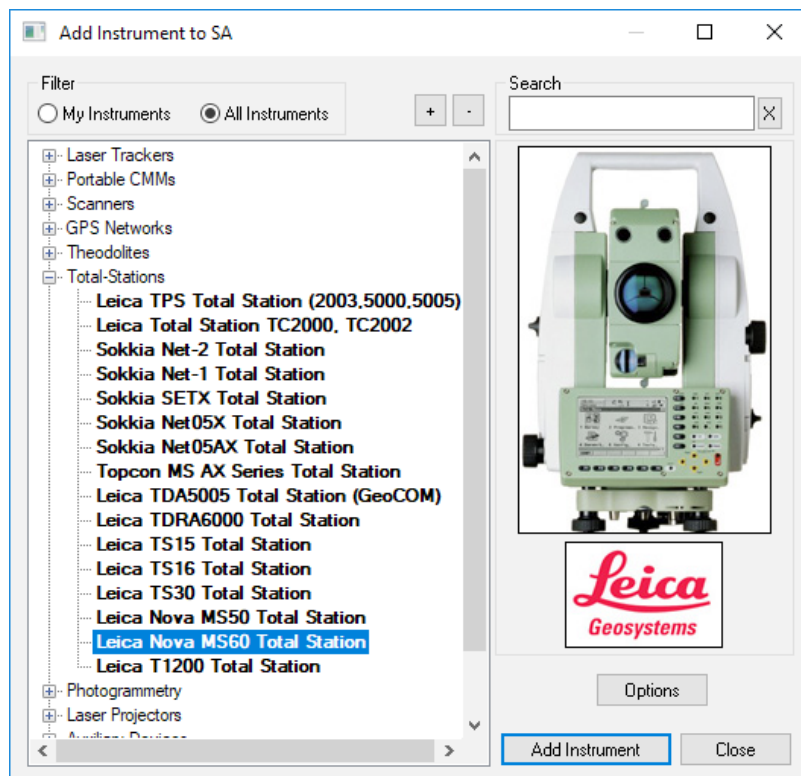 Add Instrument to SA
Filter
My Instruments
All Instruments
+
-
Search
X
Laser Trackers
Portable CMMs
Scanners
GPS Networks
Theodolites
Total-Stations
Leica TPS Total Station (2003,5000,5005)
Leica Total Station TC2000, TC2002
Sokkia Net-2 Total Station
Sokkia Net-1 Total Station
Sokkia SETX Total Station
Sokkia Net05X Total Station
Sokkia Net05AX Total Station
Topcon MS AX Series Total Station
Leica TDA5005 Total Station (GeoCOM)
Leica TDRA6000 Total Station
Leica TS15 Total Station
Leica TS16 Total Station
Leica TS30 Total Station
Leica Nova MS50 Total Station
Leica Nova MS60 Total Station
Leica T1200 Total Station
Photogrammetry
Laser Projectors
Auxiliary Devices
Leica
Geosystems
Options
Add Instrument
Close